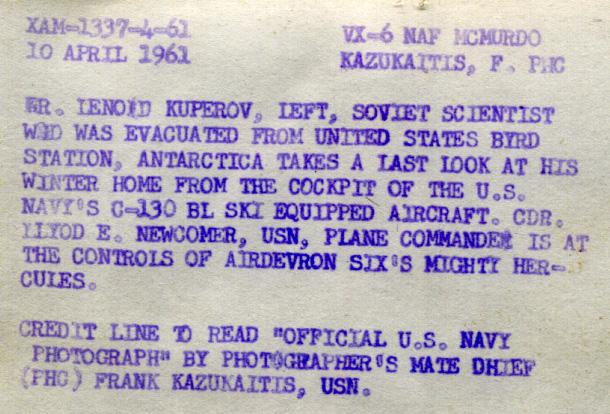 XAM-1337-4-61
10 APRIL 1961
VX-6 NAF MCMURDO
KAZUKAITIS, F. PHC
MR. LENOID KUPEROV, LEFT, SOVIET SCIENTIST
WHO WAS EVACUATED FROM UNITED STATES BYRD
STATION, ANTARCTICA TAKES A LAST LOOK AT HIS
WINTER HOME FROM THE COCKPIT OF THE U.S.
NAVY'S C-130 BL SKI EQUIPPED AIRCRAFT. CDR.
LLYOD E. NEWCOMER, USN, PLANE COMMANDER IS AT
THE CONTROLS OF AIRDEVRON SIX'S MIGHTY HER-
CULES.
CREDIT LINE TO READ "OFFICIAL U.S. NAVY
PHOTOGRAPH" BY PHOTOGRAPHER'S MATE DHIEF
(PHC) FRANK KAZUKAITIS, USN.